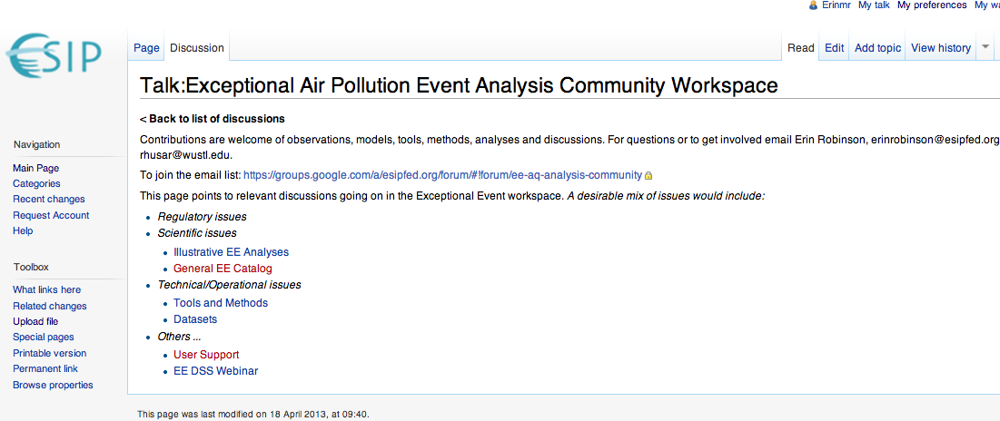 Erinmr My talk My preferences My wa
ESIP
Page Discussion Read Edit Add topic View history
Talk:Exceptional Air Pollution Event Analysis Community Workspace
< Back to list of discussions
Contributions are welcome of observations, models, tools, methods, analyses and discussions. For questions or to get involved email Erin Robinson, erinrobinson@esipfed.org
rhusar@wustl.edu.
To join the email list: https://groups.google.com/a/esipfed.org/forum/#!forum/ee-aq-analysis-community
This page points to relevant discussions going on in the Exceptional Event workspace. A desirable mix of issues would include:
• Regulatory issues
• Scientific issues
• Illustrative EE Analyses
• General EE Catalog
• Technical/Operational issues
• Tools and Methods
• Datasets
• Others ...
• User Support
• EE DSS Webinar
Navigation
Main Page
Categories
Recent changes
Request Account
Help
Toolbox
What links here
Related changes
Upload file
Special pages
Printable version
Permanent link
Browse properties
This page was last modified on 18 April 2013, at 09:40.